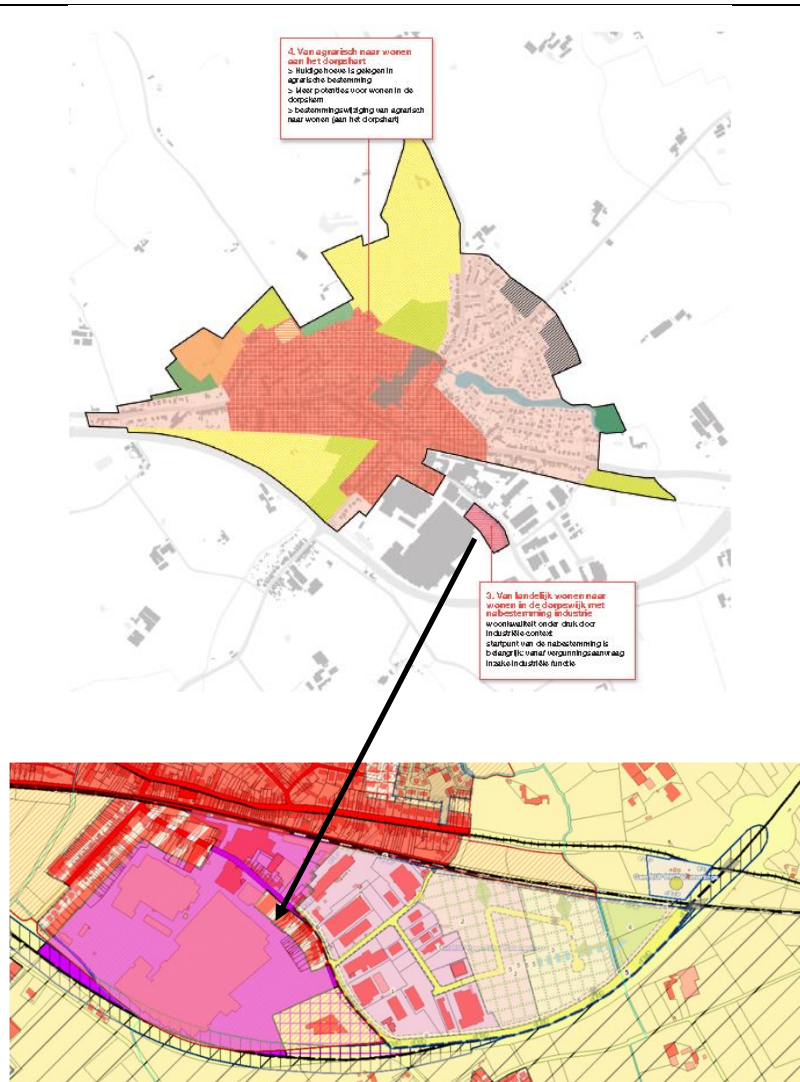 4. Van agrarisch naar wonen
aan het dorpshart
> Huidige hoeve is gelegen in
agrarische bestemming
> Meer potenties voor wonen in de
dorpskern
> bestemmingswijziging van agrarisch
naar wonen (aan het dorpshart)
3. Van landelijk wonen naar
wonen in de dorpswijk met
nabestemming industrie
woonkwaliteit onder druk door
industriële context
startpunt van de nabestemming is
belangrijk: vanaf vergunningsaanvraag
inzake industriële functie